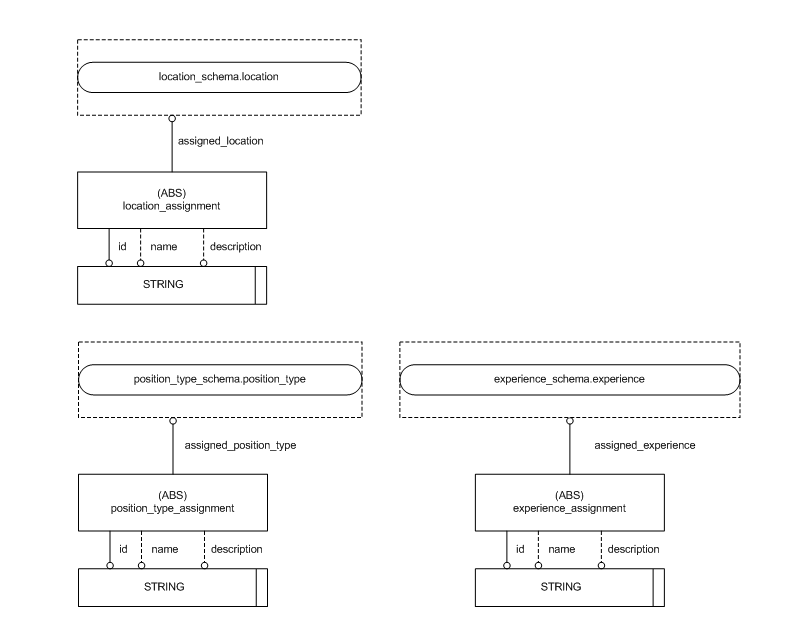 location_schema.location
assigned_location
(ABS)
location_assignment
id name description
STRING
position_type_schema.position_type
assigned_position_type
(ABS)
position_type_assignment
id name description
STRING
experience_schema.experience
assigned_experience
(ABS)
experience_assignment
id name description
STRING